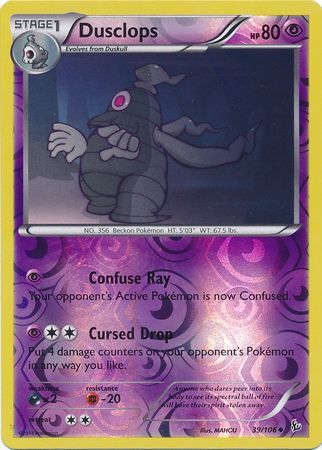 STAGE 1
Dusclops
HP 80
Evolves from Duskull
NO. 356 Beckon Pokémon HT: 5'03" WT: 67.5 lbs.
Confuse Ray
Your opponent's Active Pokémon is now Confused.
Cursed Drop
Put 4 damage counters on your opponent's Pokémon
in any way you like.
weakness
×2
resistance
-20
retreat
Anyone who dares peer into its
body to see its spectral ball of fire
will have their spirit stolen away.
©2014 Pokémon
Illus. MAHOU
39/106